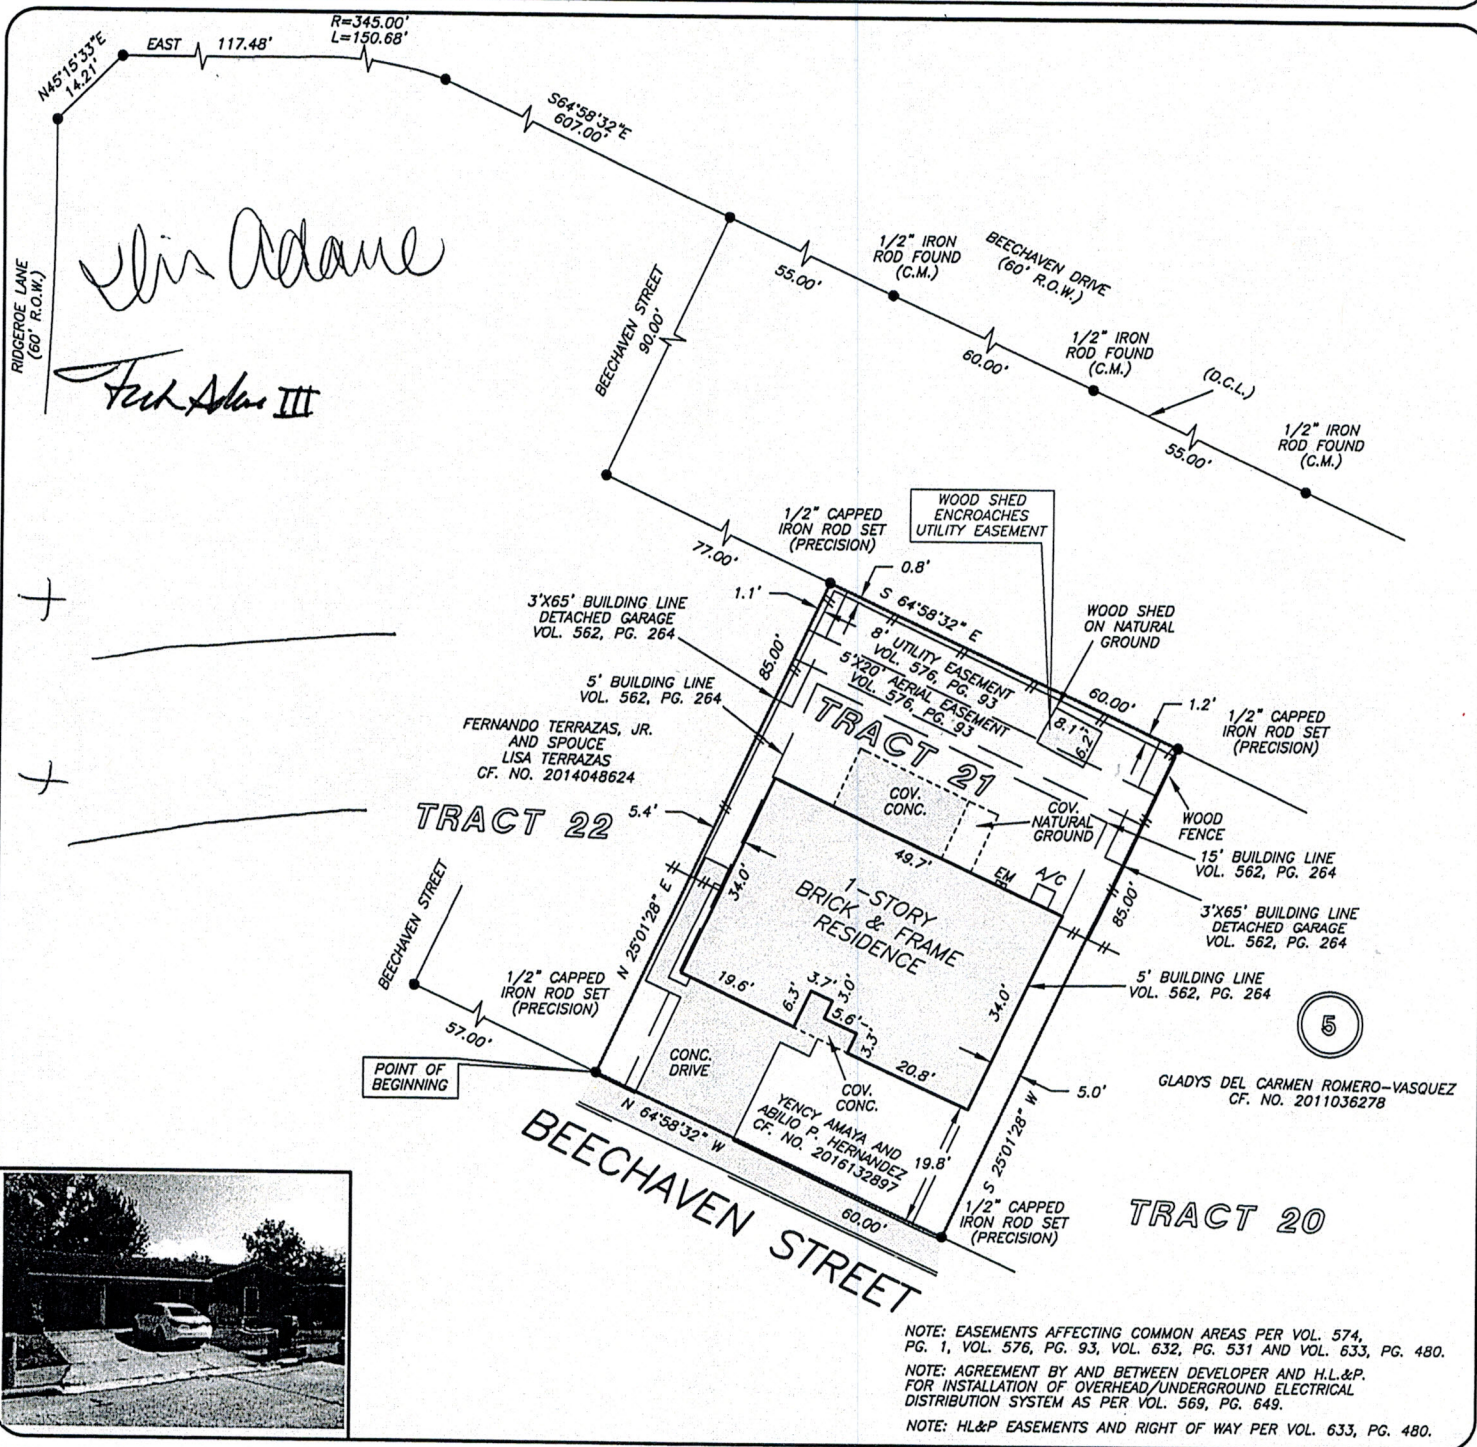 R=345.00'
L=150.68'
EAST 117.48'
N45°15'33"E
14.21'
S64°58'32"E
607.00'
RIDGEROE LANE
(60' R.O.W.)
III
BEECHAVEN STREET
90.00'
55.00'
1/2" IRON
ROD FOUND
(C.M.)
BEECHAVEN DRIVE
(60' R.O.W.)
60.00'
1/2" IRON
ROD FOUND
(C.M.)
(D.C.L.)
55.00'
1/2" IRON
ROD FOUND
(C.M.)
77.00'
1/2" CAPPED
IRON ROD SET
(PRECISION)
WOOD SHED
ENCROACHES
UTILITY EASEMENT
0.8'
1.1'
S 64°58'32" E
60.00'
3'X65' BUILDING LINE
DETACHED GARAGE
VOL. 562, PG. 264
85.00'
8' UTILITY EASEMENT
VOL. 576, PG. 93
5'X20' AERIAL EASEMENT
VOL. 576, PG. 93
WOOD SHED
ON NATURAL
GROUND
8.1'
6.2'
1.2'
1/2" CAPPED
IRON ROD SET
(PRECISION)
5' BUILDING LINE
VOL. 562, PG. 264
TRACT 21
FERNANDO TERRAZAS, JR.
AND SPOUCE
LISA TERRAZAS
CF. NO. 2014048624
TRACT 22
5.4'
COV.
CONC.
COV.
NATURAL
GROUND
WOOD
FENCE
15' BUILDING LINE
VOL. 562, PG. 264
49.7'
EM
A/C
85.00'
3'X65' BUILDING LINE
DETACHED GARAGE
VOL. 562, PG. 264
34.0'
1-STORY
BRICK & FRAME
RESIDENCE
N 25°01'28" E
BEECHAVEN STREET
57.00'
1/2" CAPPED
IRON ROD SET
(PRECISION)
19.6'
6.3'
3.7'
3.0'
5.6'
3.3'
20.8'
34.0'
5' BUILDING LINE
VOL. 562, PG. 264
5
POINT OF
BEGINNING
CONC.
DRIVE
COV.
CONC.
5.0'
GLADYS DEL CARMEN ROMERO-VASQUEZ
CF. NO. 2011036278
YENCY AMAYA AND
ABILIO P. HERNANDEZ
CF. NO. 2016132897
19.8'
S 25°01'28" W
N 64°58'32" W
60.00'
BEECHAVEN STREET
1/2" CAPPED
IRON ROD SET
(PRECISION)
TRACT 20
NOTE: EASEMENTS AFFECTING COMMON AREAS PER VOL. 574,
PG. 1, VOL. 576, PG. 93, VOL. 632, PG. 531 AND VOL. 633, PG. 480.
NOTE: AGREEMENT BY AND BETWEEN DEVELOPER AND H.L.&P.
FOR INSTALLATION OF OVERHEAD/UNDERGROUND ELECTRICAL
DISTRIBUTION SYSTEM AS PER VOL. 569, PG. 649.
NOTE: HL&P EASEMENTS AND RIGHT OF WAY PER VOL. 633, PG. 480.